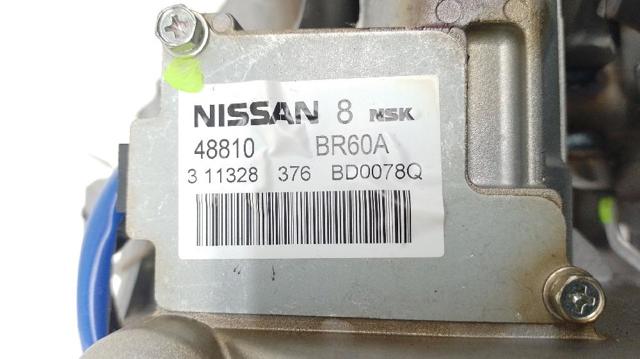 NISSAN 8 NSK
48810 BR60A
3 11328 376 BD0078Q